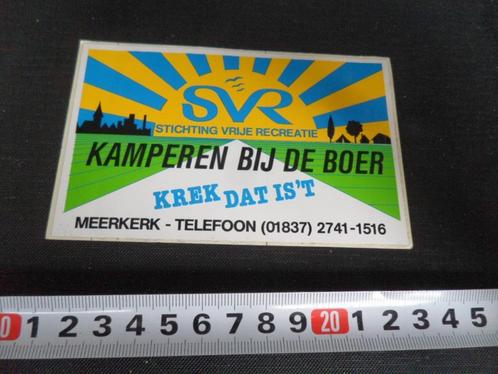 SVR
STICHTING VRIJE RECREATIE
KAMPEREN BIJ DE BOER
KREK DAT IS'T
MEERKERK - TELEFOON (01837) 2741-1516
0 1 2 3 4 5 6 7 8 9 20 1 2 3 4 5